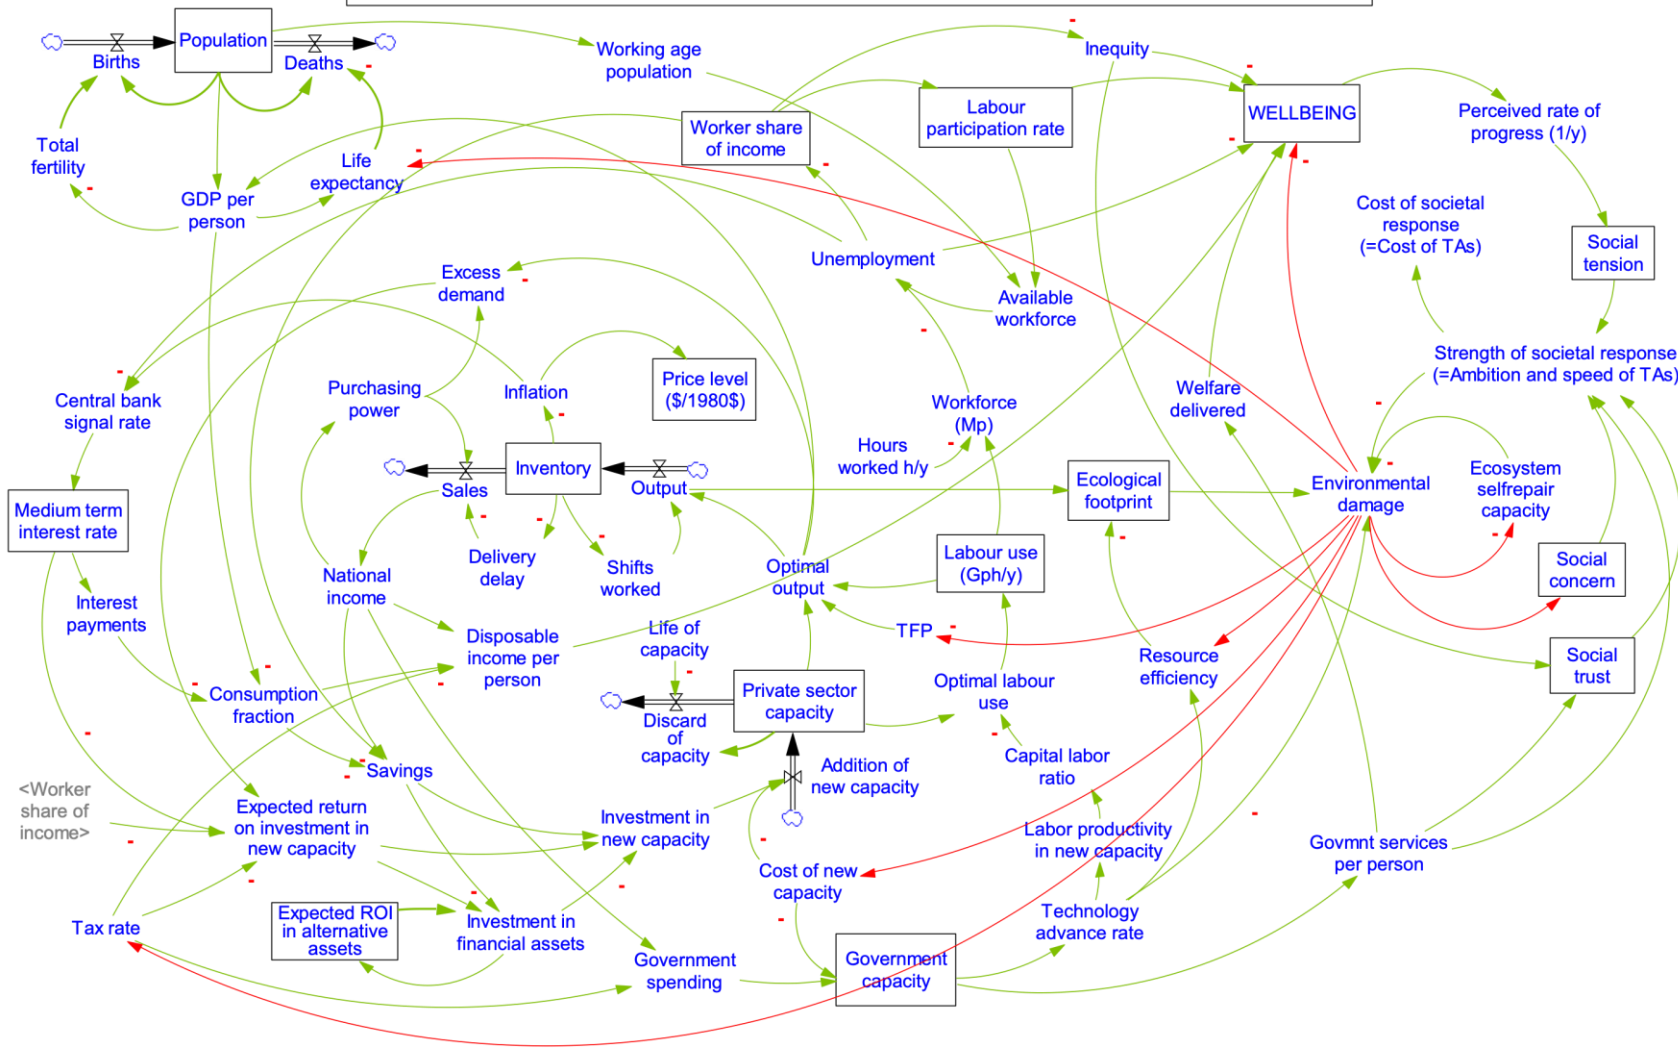 Population
Births
Deaths
-
Working age
population
-
Inequity
-
WELLBEING
Worker share
of income
Labour
participation rate
Perceived rate of
progress (1/y)
Total
fertility
-
Life
expectancy
-
-
-
-
GDP per
person
Cost of societal
response
(=Cost of TAs)
Social
tension
Unemployment
Excess
demand
-
Available
workforce
-
Strength of societal response
(=Ambition and speed of TAs)
-
Central bank
signal rate
Purchasing
power
Inflation
-
Price level
($/1980$)
Workforce
(Mp)
Welfare
delivered
-
Hours
worked h/y
-
Inventory
Sales
Output
Ecological
footprint
Environmental
damage
-
Ecosystem
selfrepair
capacity
-
Medium term
interest rate
-
-
-
Delivery
delay
Shifts
worked
-
Labour use
(Gph/y)
Social
concern
National
income
Optimal
output
Interest
payments
Life of
capacity
TFP
-
Disposable
income per
person
-
-
Resource
efficiency
Social
trust
-
Consumption
fraction
-
Private sector
capacity
Discard
of
capacity
Optimal labour
use
-
-
Savings
-
-
Capital labor
ratio
Addition of
new capacity
<Worker
share of
income>
-
Expected return
on investment in
new capacity
-
Investment in
new capacity
-
Labor productivity
in new capacity
-
Govmnt services
per person
Cost of new
capacity
-
-
Tax rate
Expected ROI
in alternative
assets
-
Investment in
financial assets
Technology
advance rate
Government
spending
Government
capacity